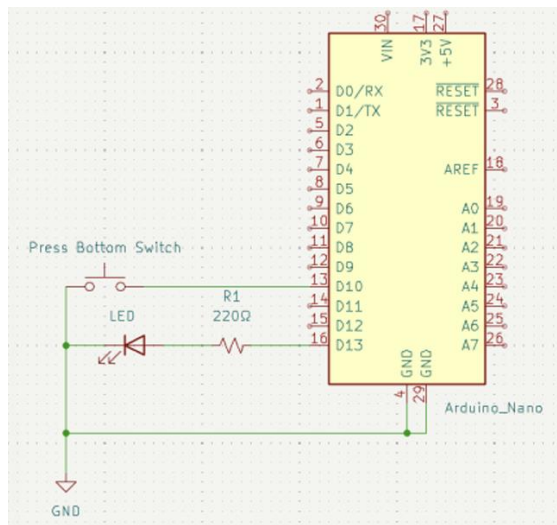 30
17
27
VIN
3V3
+5V
2 D0/RX RESET 28
1 D1/TX RESET 3
5 D2
6 D3
7 D4 AREF 18
8 D5
9 D6 A0 19
10 D7 A1 20
11 D8 A2 21
12 D9 A3 22
13 D10 A4 23
14 D11 A5 24
15 D12 A6 25
16 D13 A7 26
GND
GND
4
29
Arduino_Nano
Press Bottom Switch
R1
220Ω
LED
GND